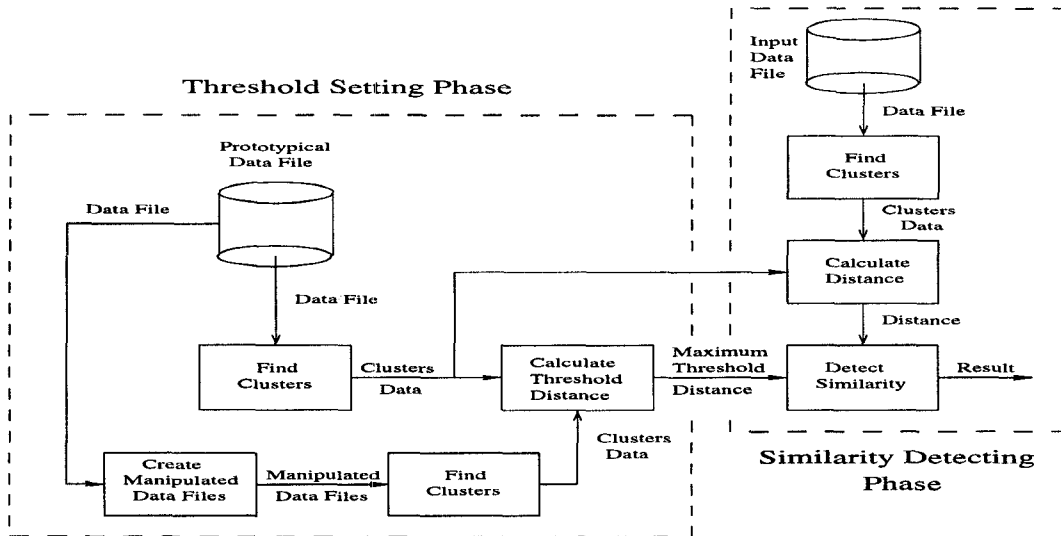 Threshold Setting Phase
Prototypical
Data File
Data File
Data File
Find
Clusters
Clusters
Data
Calculate
Threshold
Distance
Create
Manipulated
Data Files
Manipulated
Data Files
Find
Clusters
Clusters
Data
Maximum
Threshold
Distance
Input
Data
File
Data File
Find
Clusters
Clusters
Data
Calculate
Distance
Distance
Detect
Similarity
Result
Similarity Detecting
Phase